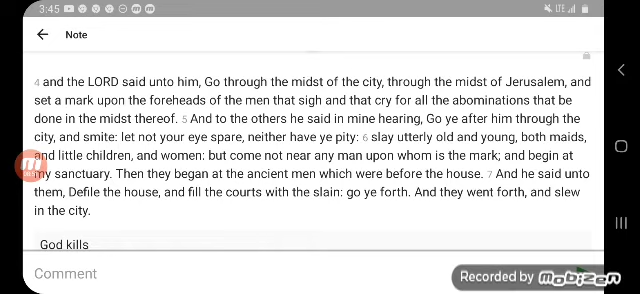 3:45
LTE
Note
4 and the LORD said unto him, Go through the midst of the city, through the midst of Jerusalem, and
set a mark upon the foreheads of the men that sigh and that cry for all the abominations that be
done in the midst thereof. 5 And to the others he said in mine hearing, Go ye after him through the
city, and smite: let not your eye spare, neither have ye pity: 6 slay utterly old and young, both maids,
and little children, and women: but come not near any man upon whom is the mark; and begin at
my sanctuary. Then they began at the ancient men which were before the house. 7 And he said unto
them, Defile the house, and fill the courts with the slain: go ye forth. And they went forth, and slew
in the city.
God kills
Comment
Recorded by mobizen